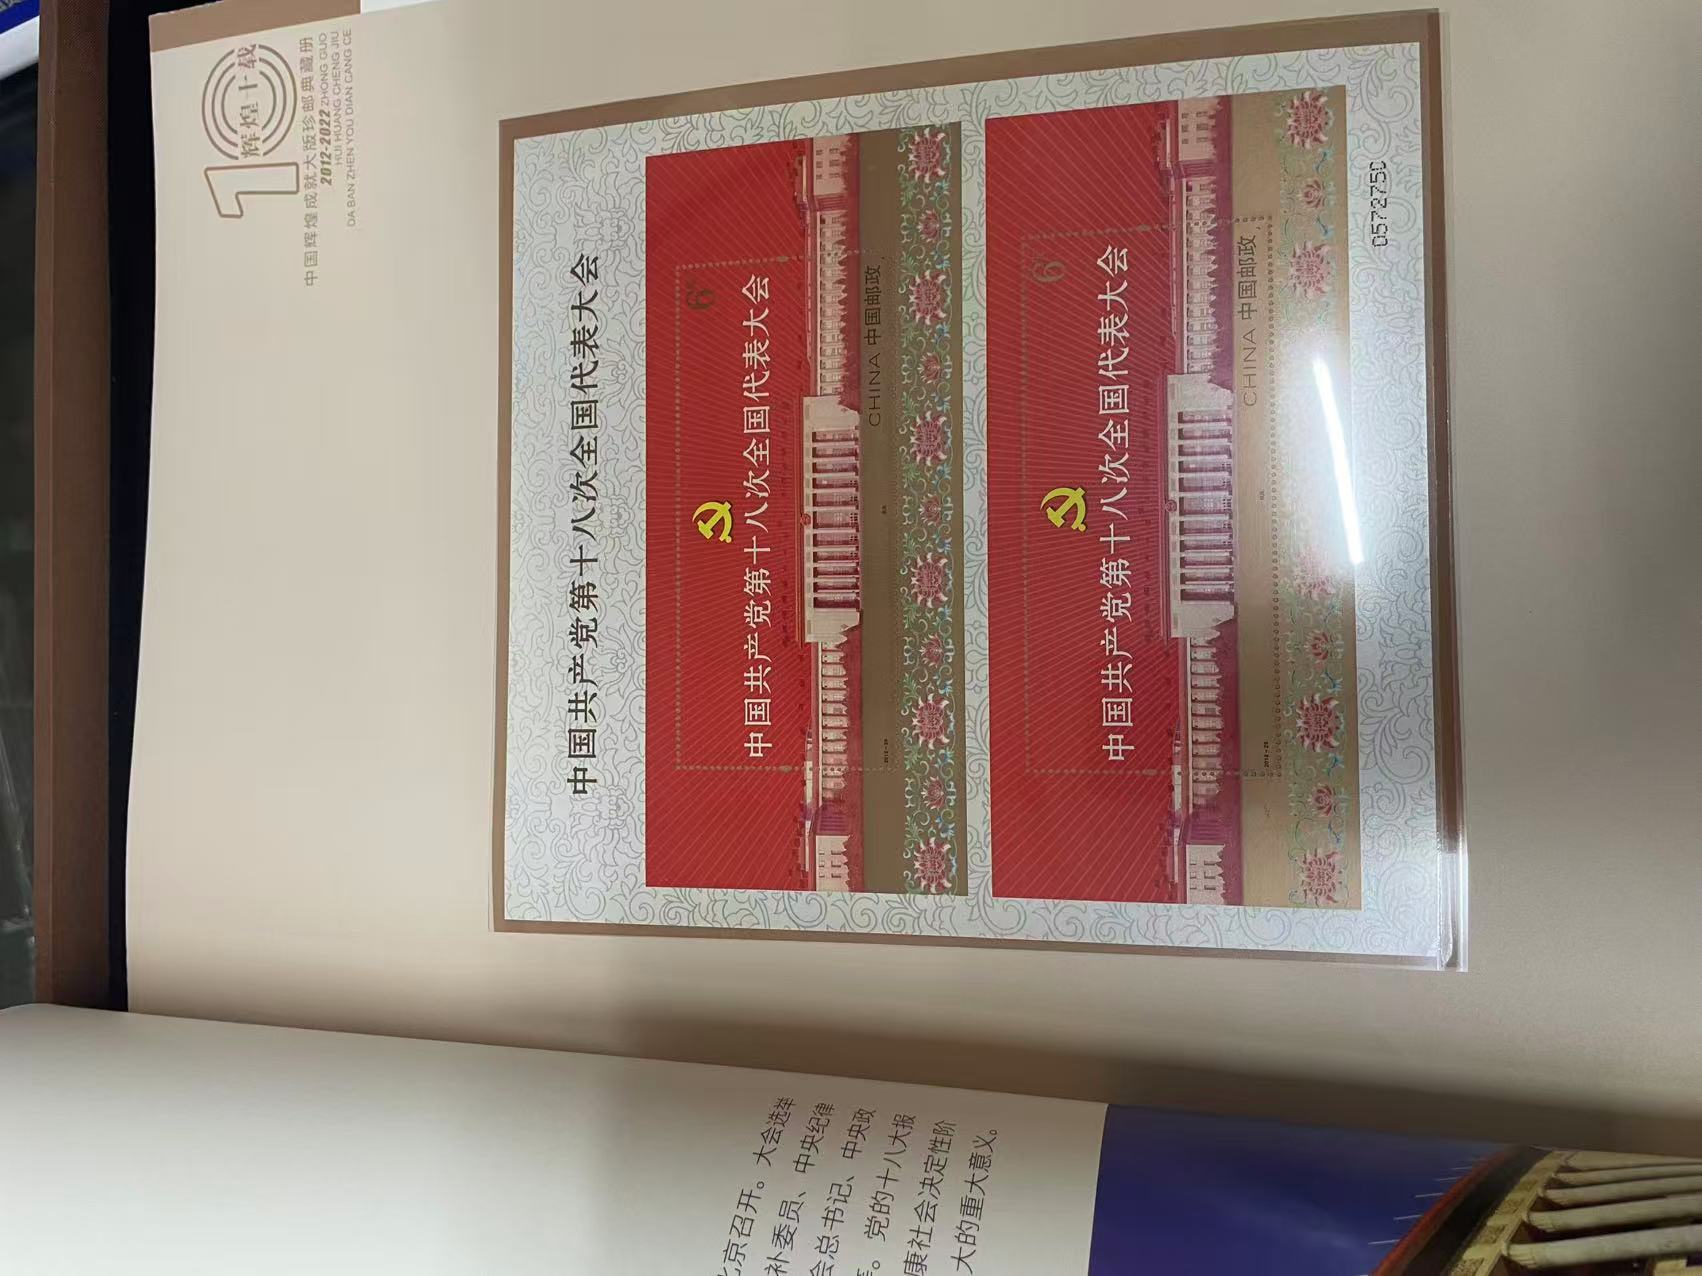 10
辉煌十载
中国辉煌成就大版珍邮典藏册
2012-2022 ZHONG GUO
HUI HUANG CHENG JIU
DA BAN ZHEN YOU DIAN CANG CE
中国共产党第十八次全国代表大会
6元
中国共产党第十八次全国代表大会
CHINA 中国邮政
2012-26
中国共产党第十八次全国代表大会
CHINA 中国邮政
2012-26
05727750
京召开。大会选举
补委员、中央纪律
会总书记、中央政
。党的十八大报
康社会决定性阶
大的重大意义。